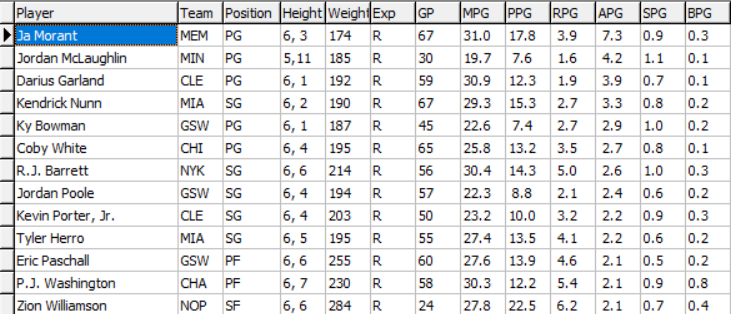 Player Team Position Height Weight Exp GP MPG PPG RPG APG SPG BPG
Ja Morant MEM PG 6, 3 174 R 67 31.0 17.8 3.9 7.3 0.9 0.3
Jordan McLaughlin MIN PG 5,11 185 R 30 19.7 7.6 1.6 4.2 1.1 0.1
Darius Garland CLE PG 6, 1 192 R 59 30.9 12.3 1.9 3.9 0.7 0.1
Kendrick Nunn MIA SG 6, 2 190 R 67 29.3 15.3 2.7 3.3 0.8 0.2
Ky Bowman GSW PG 6, 1 187 R 45 22.6 7.4 2.7 2.9 1.0 0.2
Coby White CHI PG 6, 4 195 R 65 25.8 13.2 3.5 2.7 0.8 0.1
R.J. Barrett NYK SG 6, 6 214 R 56 30.4 14.3 5.0 2.6 1.0 0.3
Jordan Poole GSW SG 6, 4 194 R 57 22.3 8.8 2.1 2.4 0.6 0.2
Kevin Porter, Jr. CLE SG 6, 4 203 R 50 23.2 10.0 3.2 2.2 0.9 0.3
Tyler Herro MIA SG 6, 5 195 R 55 27.4 13.5 4.1 2.2 0.6 0.2
Eric Paschall GSW PF 6, 6 255 R 60 27.6 13.9 4.6 2.1 0.5 0.2
P.J. Washington CHA PF 6, 7 230 R 58 30.3 12.2 5.4 2.1 0.9 0.8
Zion Williamson NOP SF 6, 6 284 R 24 27.8 22.5 6.2 2.1 0.7 0.4